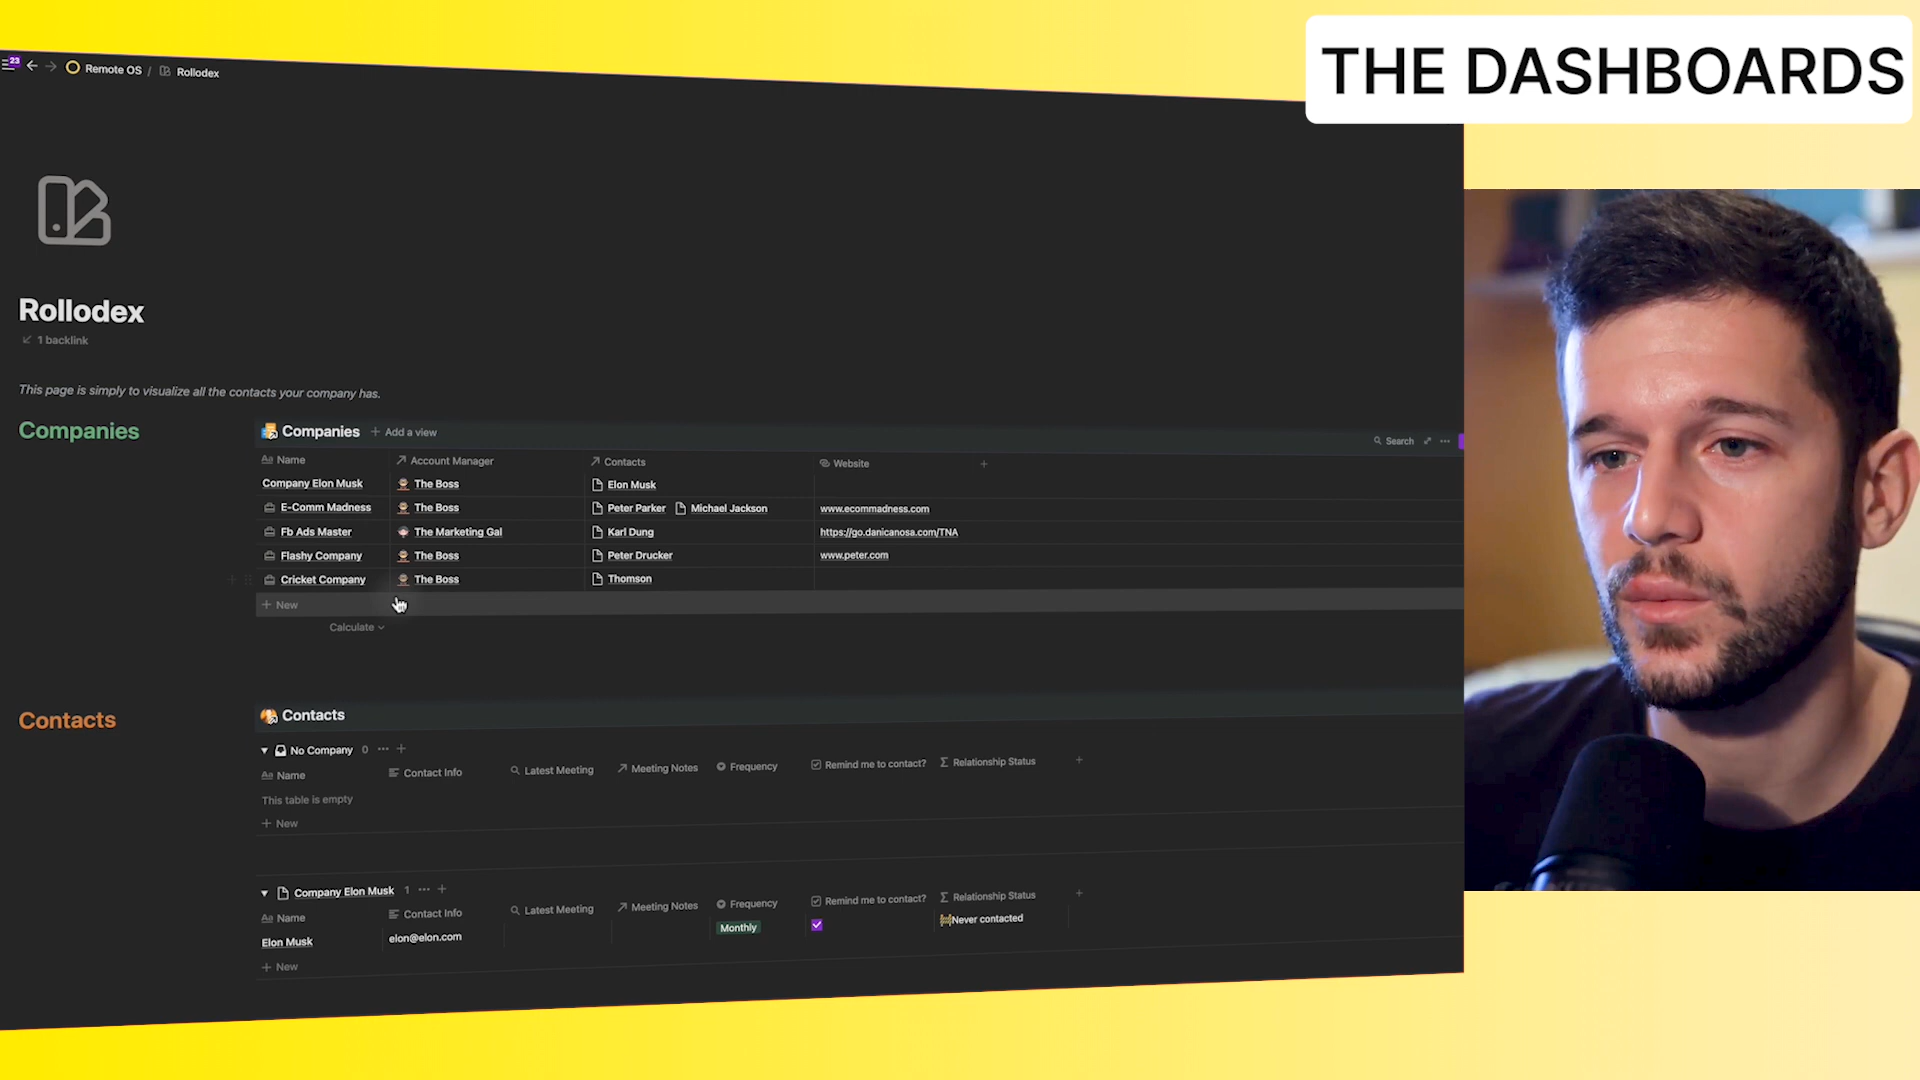 THE DASHBOARDS
23 Remote OS / Rollodex
Rollodex
1 backlink
This page is simply to visualize all the contacts your company has.
Companies
Companies + Add a view Search
Aa Name Account Manager Contacts Website +
Company Elon Musk The Boss Elon Musk
E-Comm Madness The Boss Peter Parker Michael Jackson www.ecommadness.com
Fb Ads Master The Marketing Gal Karl Dung https://go.danicanosa.com/TNA
Flashy Company The Boss Peter Drucker www.peter.com
Cricket Company The Boss Thomson
+ New
Calculate
Contacts
Contacts
No Company 0 ... +
Aa Name Contact Info Latest Meeting Meeting Notes Frequency Remind me to contact? Σ Relationship Status +
This table is empty
+ New
Company Elon Musk 1 ... +
Aa Name Contact Info Latest Meeting Meeting Notes Frequency Remind me to contact? Σ Relationship Status +
Elon Musk elon@elon.com Monthly Never contacted
+ New